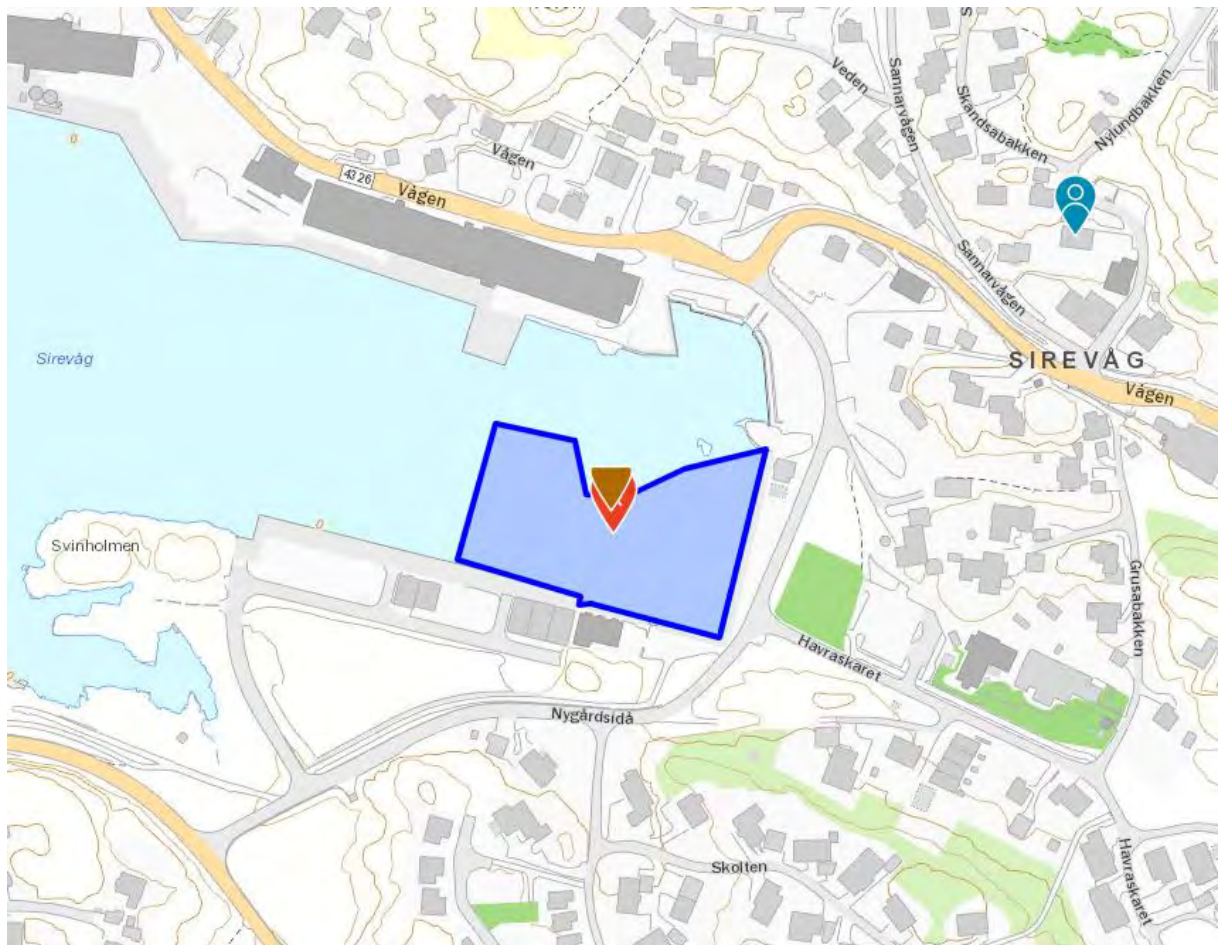 Veden
Sannarvågen
Skandsabakken
Nylundbakken
Vågen
43 26
Vågen
Sannarvågen
0
Sirevåg
SIREVÅG
Vågen
0
Svinholmen
Grusabakken
Havraskaret
0
Nygårdsidå
Skolten
Havraskaret